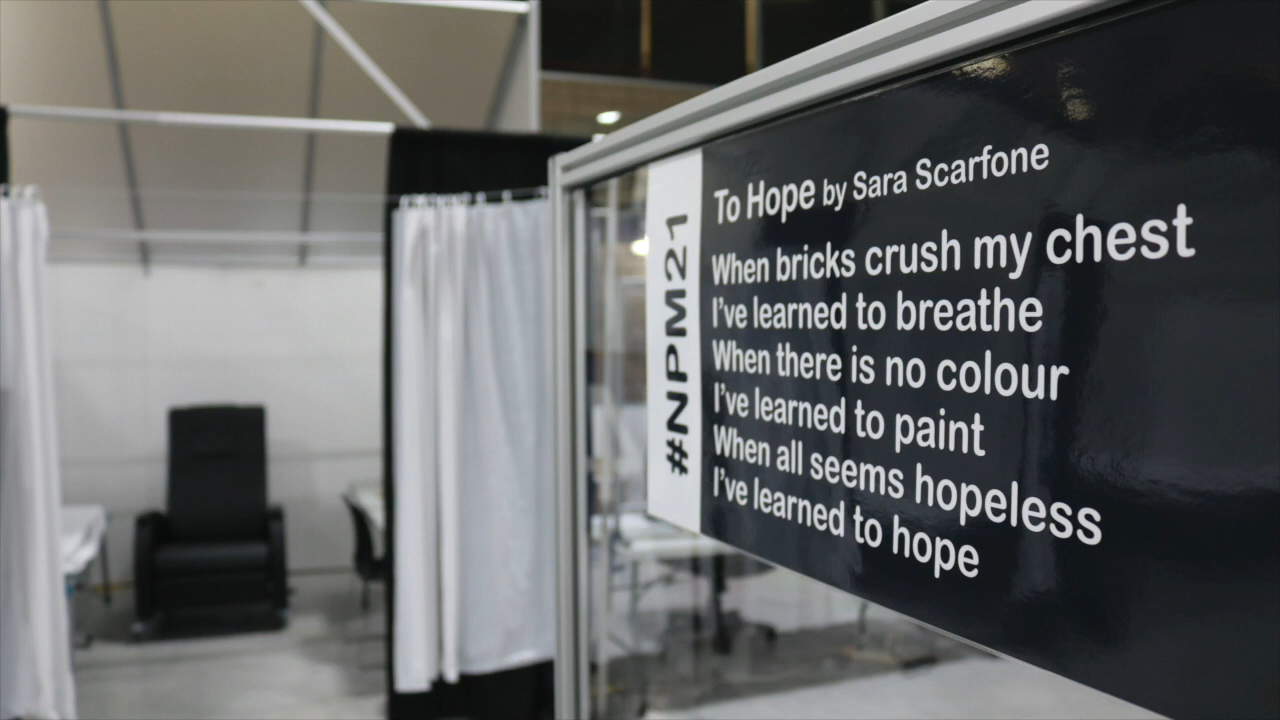 #NPM21
To Hope by Sara Scarfone
When bricks crush my chest
I've learned to breathe
When there is no colour
I've learned to paint
When all seems hopeless
I've learned to hope